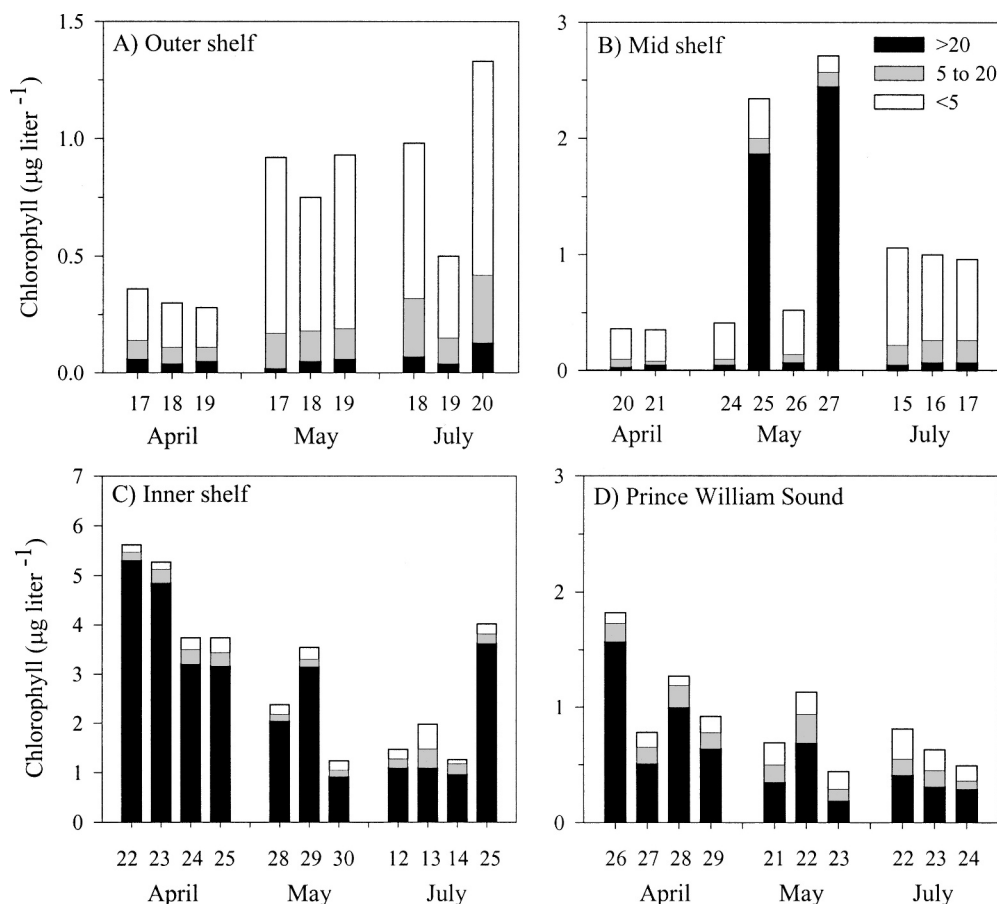 A) Outer shelf
Chlorophyll (µg liter -1)
1.5
1.0
0.5
0.0
17 18 19 17 18 19 18 19 20
April May July
B) Mid shelf
>20
5 to 20
<5
3
2
1
0
20 21 24 25 26 27 15 16 17
April May July
C) Inner shelf
Chlorophyll (µg liter -1)
7
6
5
4
3
2
1
0
22 23 24 25 28 29 30 12 13 14 25
April May July
D) Prince William Sound
3
2
1
0
26 27 28 29 21 22 23 22 23 24
April May July